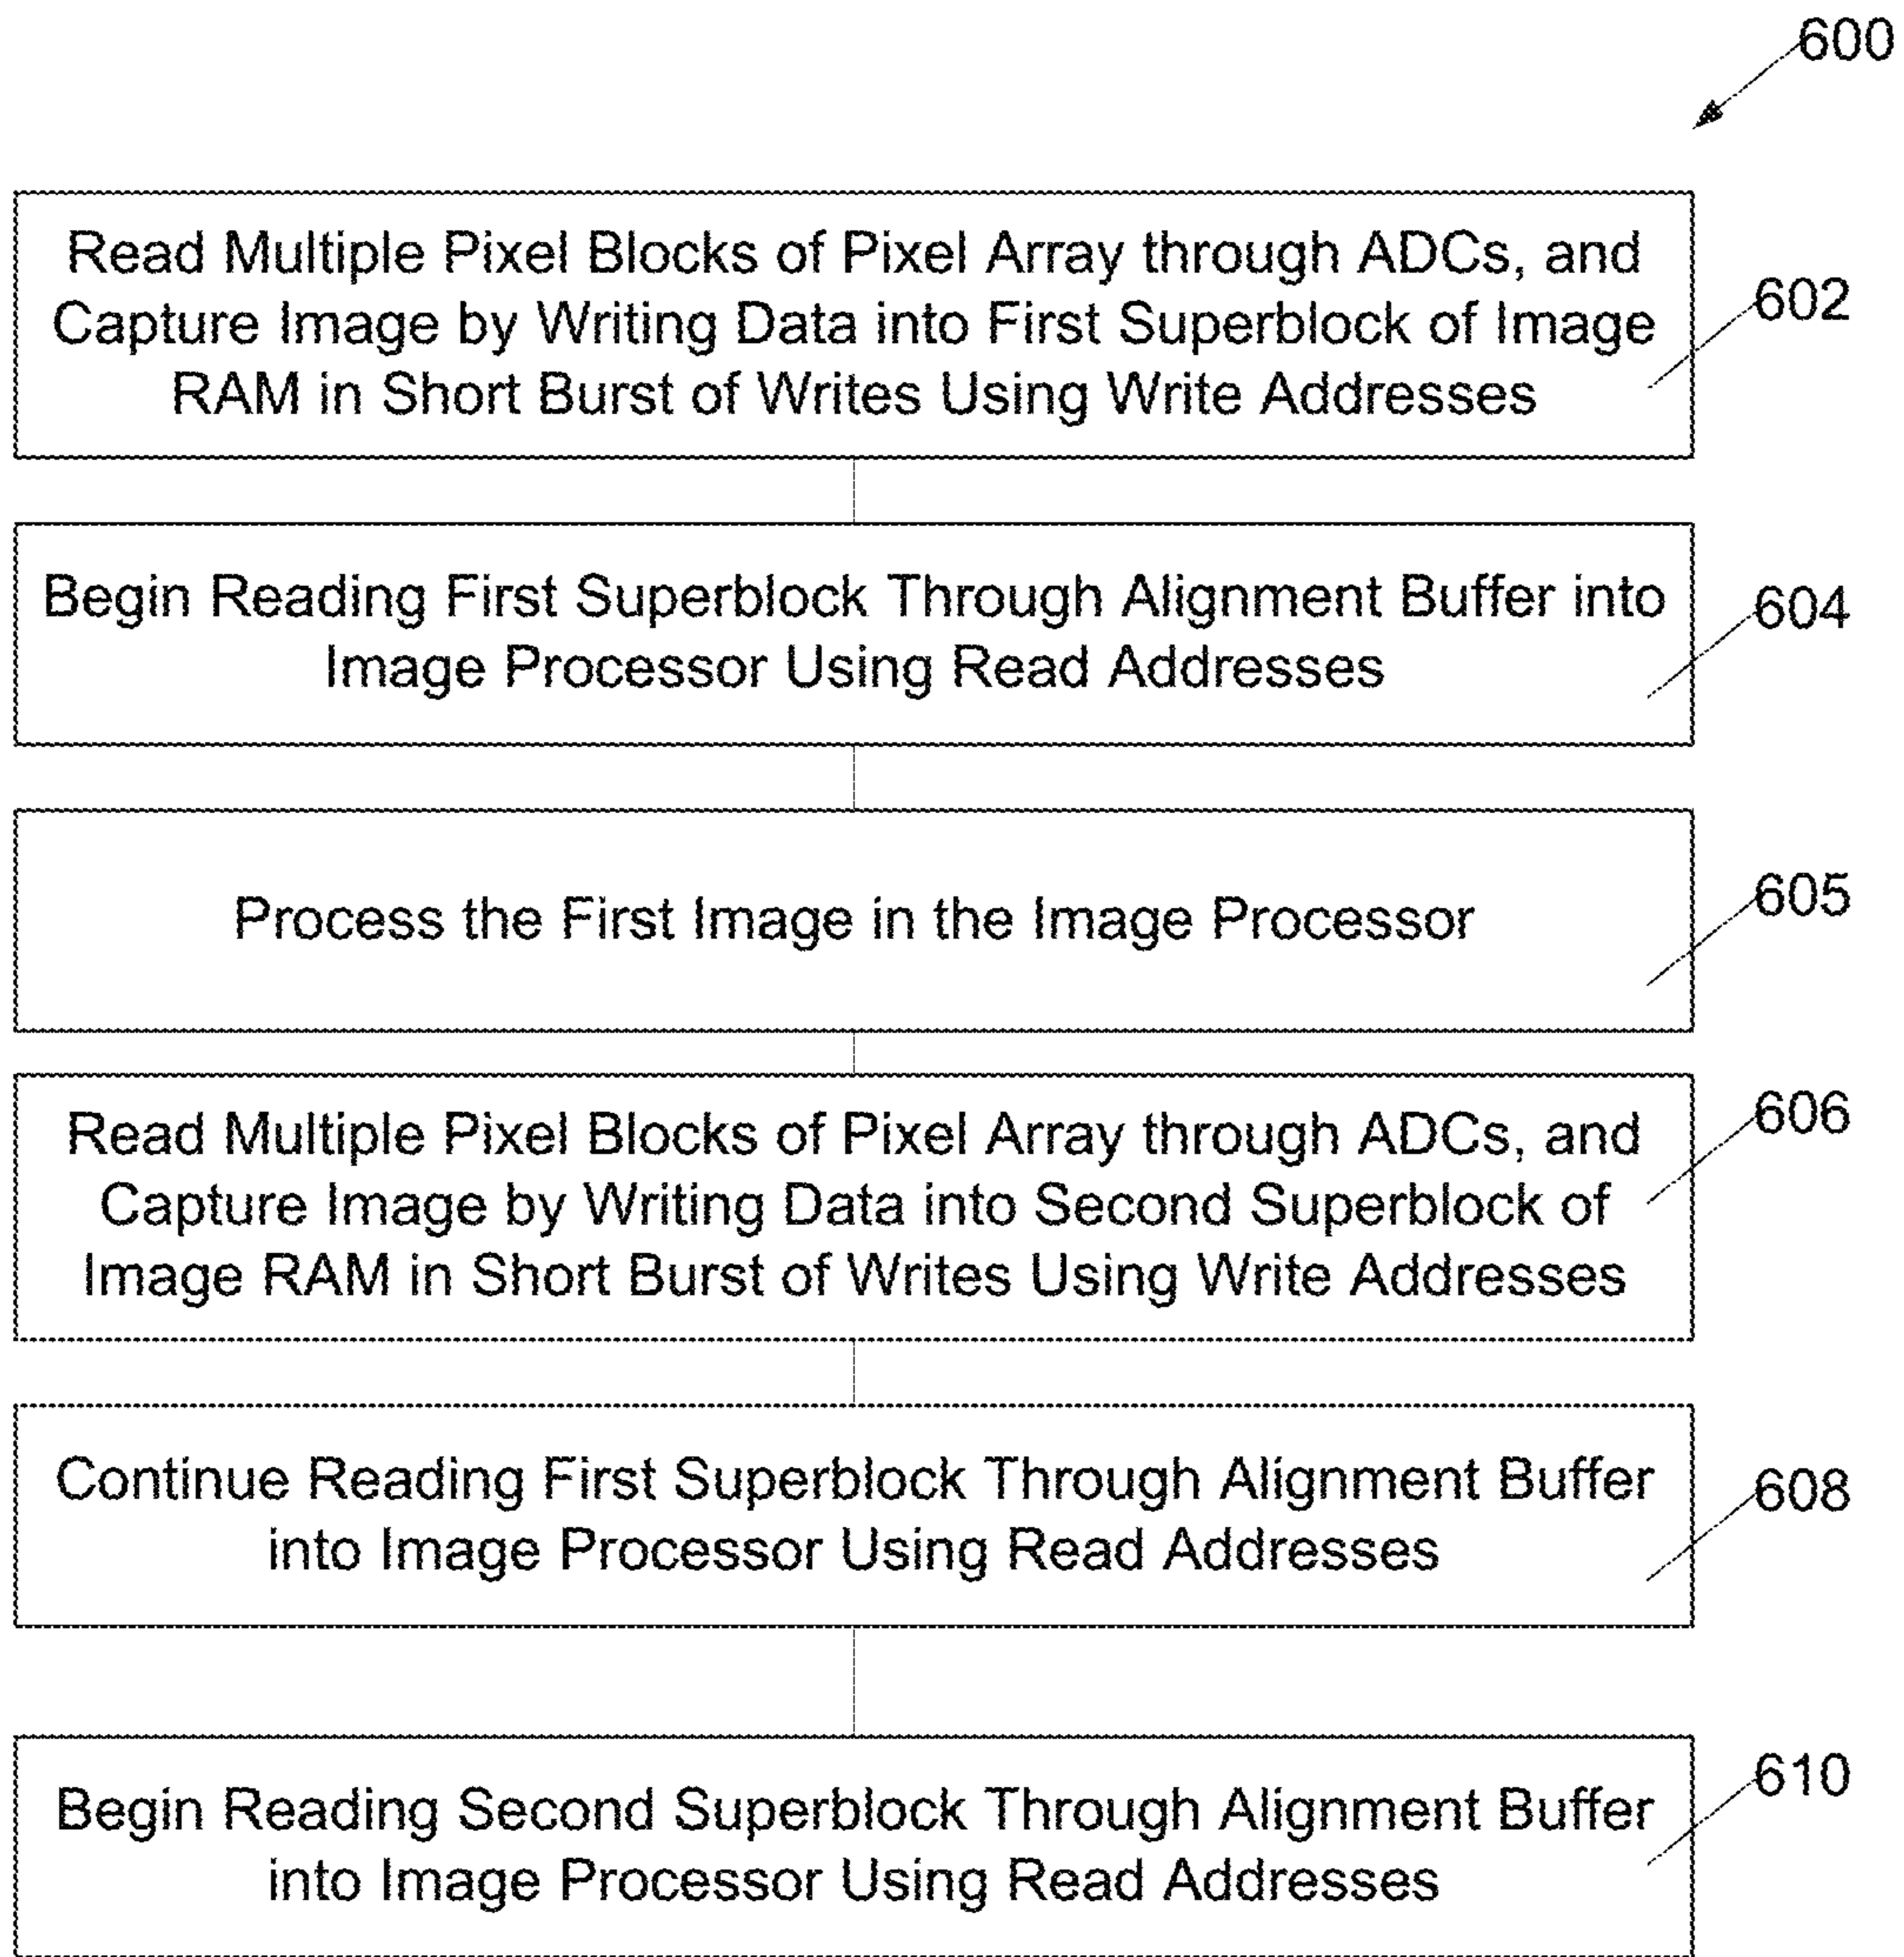 600
Read Multiple Pixel Blocks of Pixel Array through ADCs, and
Capture Image by Writing Data into First Superblock of Image
RAM in Short Burst of Writes Using Write Addresses
602
Begin Reading First Superblock Through Alignment Buffer into
Image Processor Using Read Addresses
604
Process the First Image in the Image Processor
605
Read Multiple Pixel Blocks of Pixel Array through ADCs, and
Capture Image by Writing Data into Second Superblock of
Image RAM in Short Burst of Writes Using Write Addresses
606
Continue Reading First Superblock Through Alignment Buffer
into Image Processor Using Read Addresses
608
Begin Reading Second Superblock Through Alignment Buffer
into Image Processor Using Read Addresses
610